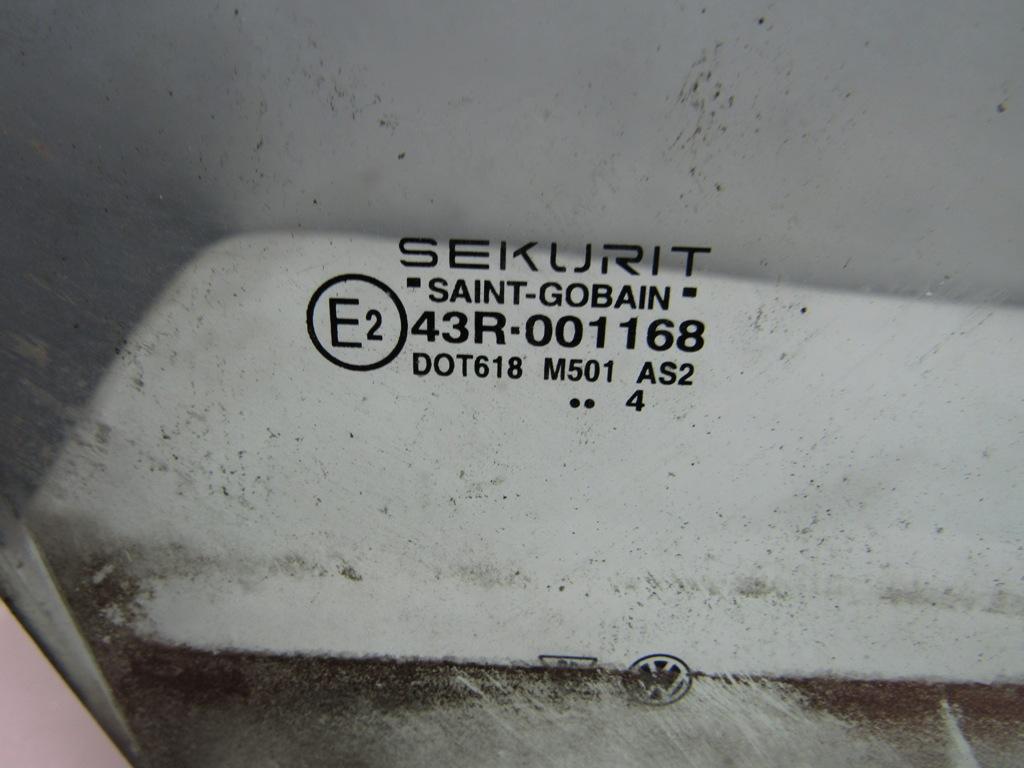 SEKURIT
SAINT-GOBAIN
E2 43R-001168
DOT618 M501 AS2
•• 4